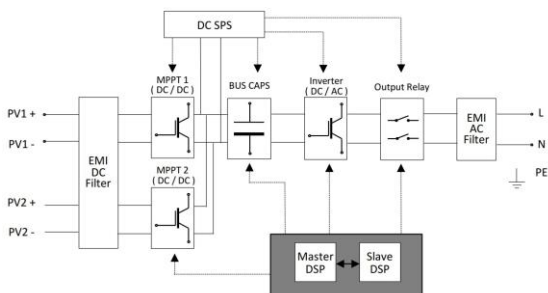 DC SPS
MPPT 1
( DC / DC )
BUS CAPS
Inverter
( DC / AC )
Output Relay
PV1 +
PV1 -
EMI
DC
Filter
EMI
AC
Filter
L
N
PE
MPPT 2
( DC / DC )
PV2 +
PV2 -
Master
DSP
Slave
DSP